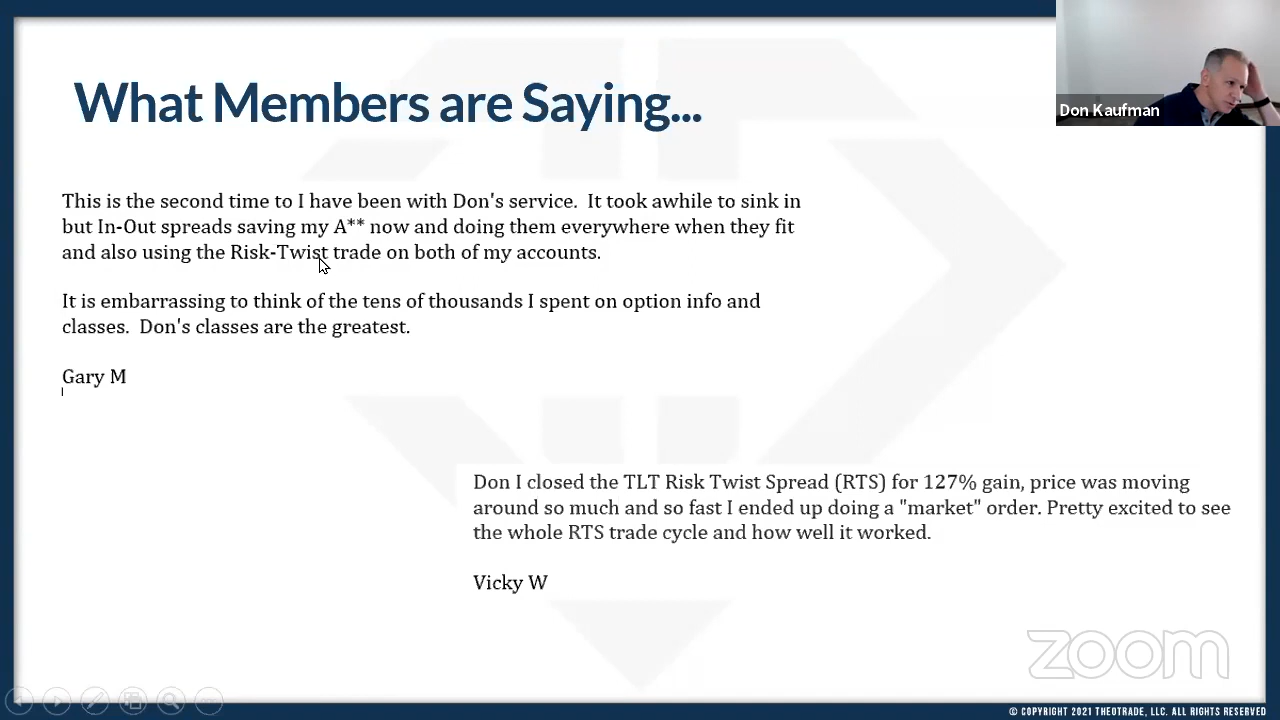 What Members are Saying...
Don Kaufman
This is the second time to I have been with Don's service.  It took awhile to sink in
but In-Out spreads saving my A** now and doing them everywhere when they fit
and also using the Risk-Twist trade on both of my accounts.
It is embarrassing to think of the tens of thousands I spent on option info and
classes.  Don's classes are the greatest.
Gary M
Don I closed the TLT Risk Twist Spread (RTS) for 127% gain, price was moving
around so much and so fast I ended up doing a "market" order. Pretty excited to see
the whole RTS trade cycle and how well it worked.
Vicky W
zoom
© COPYRIGHT 2021 THEOTRADE, LLC. ALL RIGHTS RESERVED